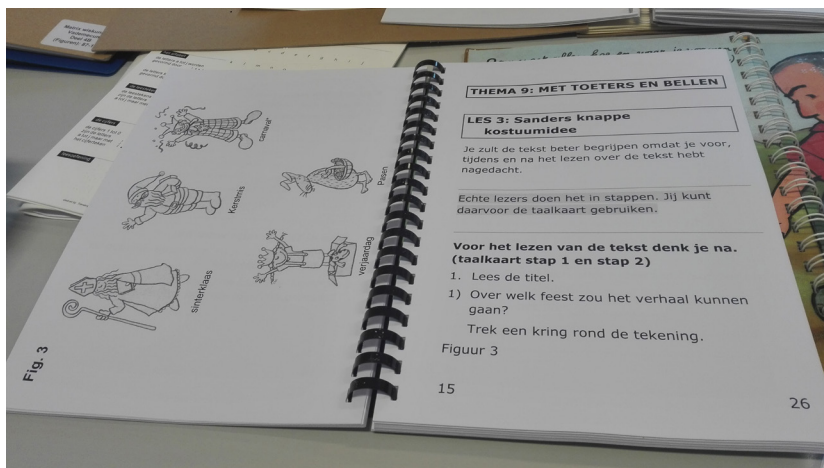 Fig. 3
sinterklaas
Kerstmis
carnaval
verjaardag
Pasen
THEMA 9: MET TOETERS EN BELLEN
LES 3: Sanders knappe
kostuumidee
Je zult de tekst beter begrijpen omdat je voor,
tijdens en na het lezen over de tekst hebt
nagedacht.
Echte lezers doen het in stappen. Jij kunt
daarvoor de taalkaart gebruiken.
Voor het lezen van de tekst denk je na.
(taalkaart stap 1 en stap 2)
1. Lees de titel.
1) Over welk feest zou het verhaal kunnen
gaan?
Trek een kring rond de tekening.
Figuur 3
15
26